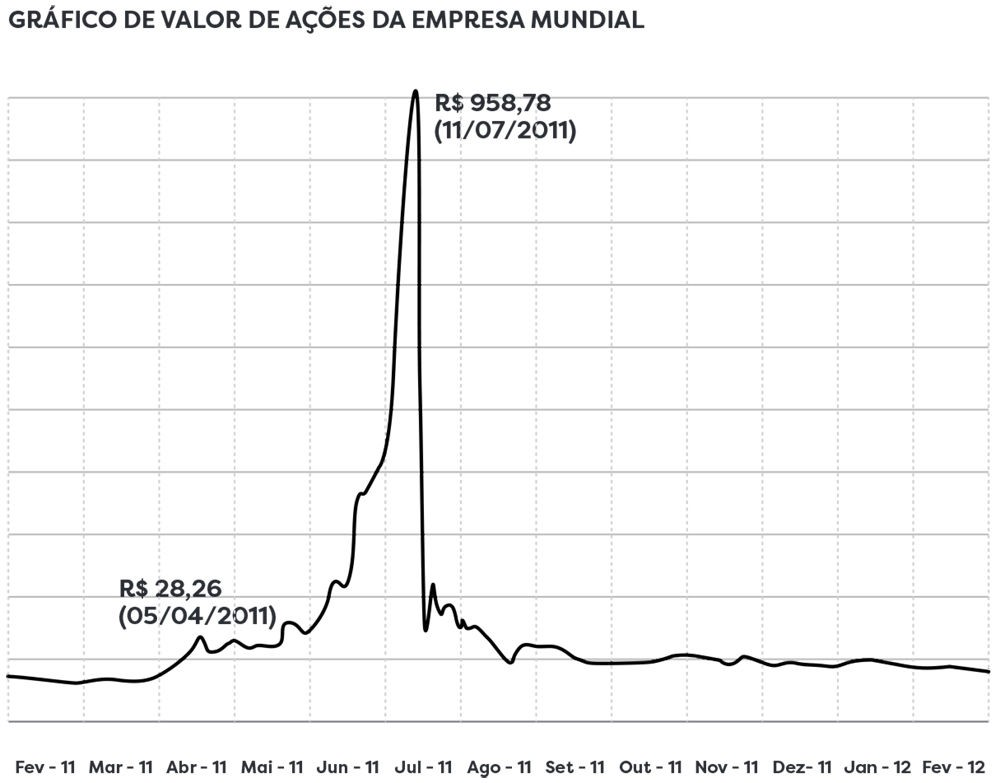 GRÁFICO DE VALOR DE AÇÕES DA EMPRESA MUNDIAL
R$ 958,78
(11/07/2011)
R$ 28,26
(05/04/2011)
Fev - 11 Mar - 11 Abr - 11 Mai - 11 Jun - 11 Jul - 11 Ago - 11 Set - 11 Out - 11 Nov - 11 Dez- 11 Jan - 12 Fev - 12